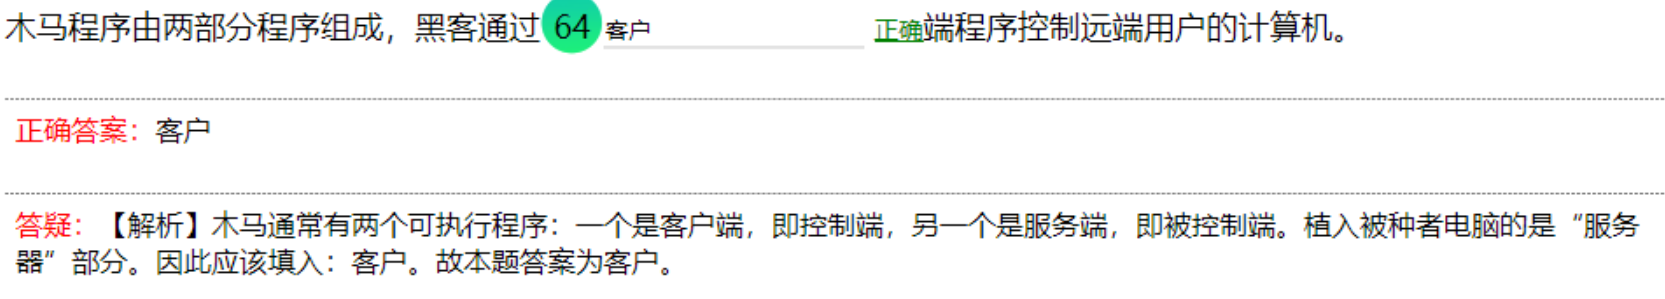 木马程序由两部分程序组成，黑客通过 64 客户 正确端程序控制远端用户的计算机。
正确答案：客户
答疑：【解析】木马通常有两个可执行程序：一个是客户端，即控制端，另一个是服务端，即被控制端。植入被种者电脑的是“服务
器”部分。因此应该填入：客户。故本题答案为客户。